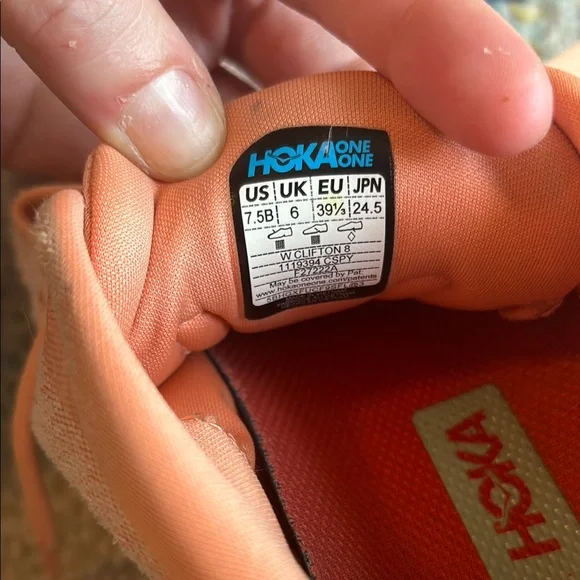 HOKA ONE ONE
US UK EU JPN
7.5B 6 39⅓ 24.5
W CLIFTON 8
1119394 CSPY
F27222A
May be covered by Pat:
www.hokaoneone.com/patents
HOKA